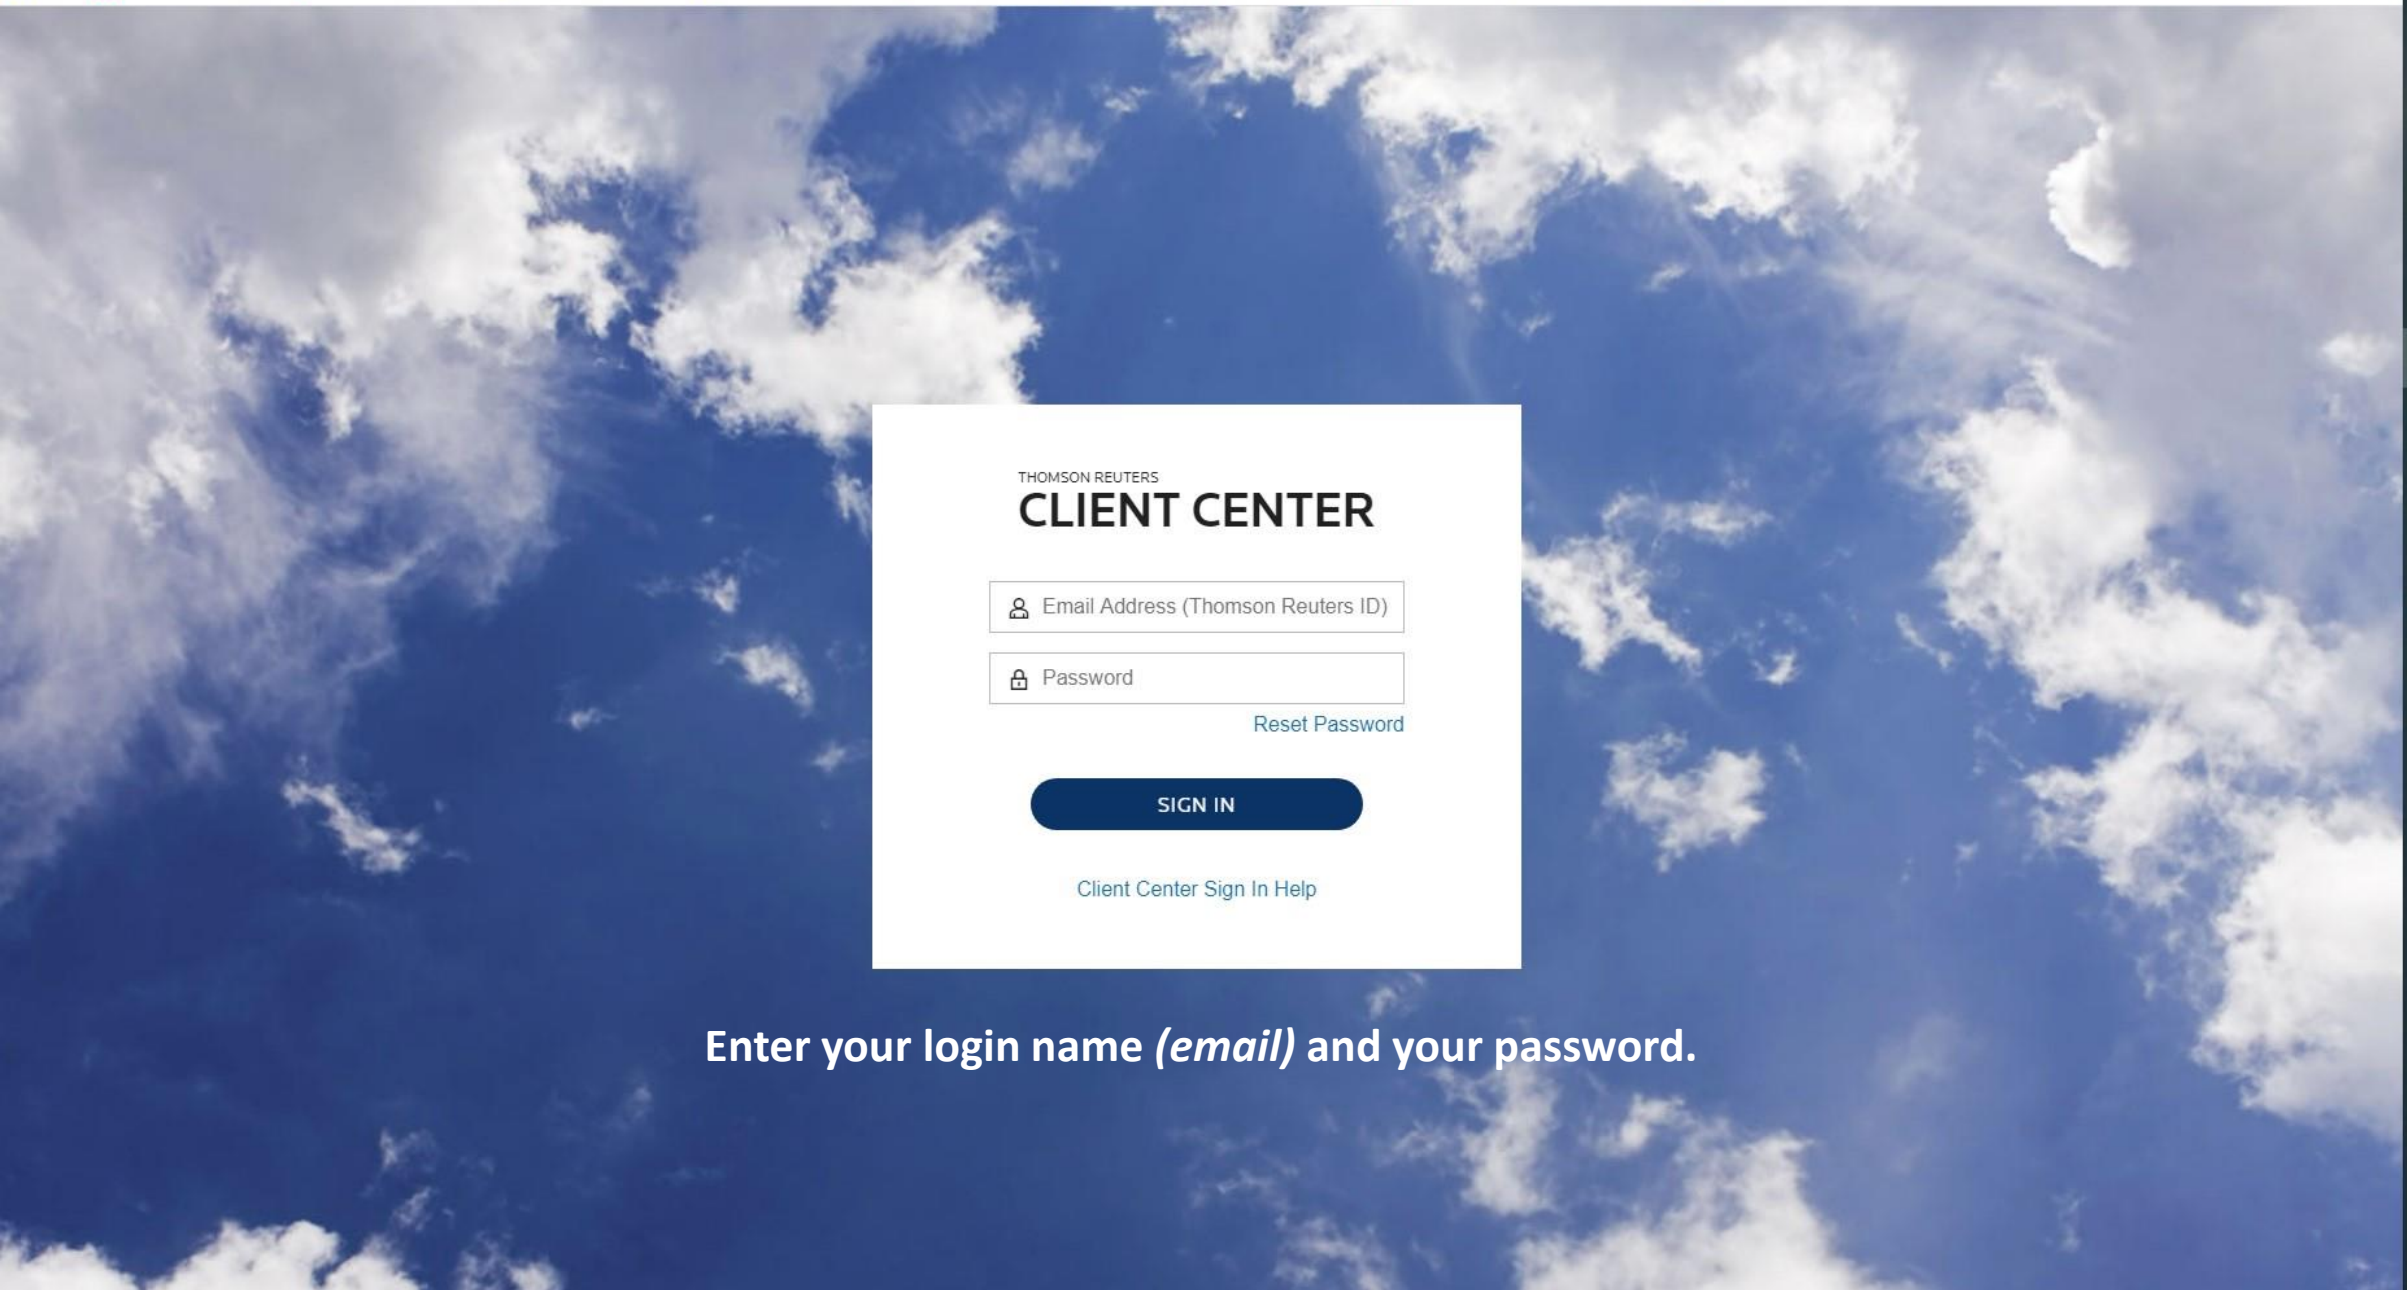 THOMSON REUTERS
CLIENT CENTER
Email Address (Thomson Reuters ID)
Password
Reset Password
SIGN IN
Client Center Sign In Help
Enter your login name (email) and your password.